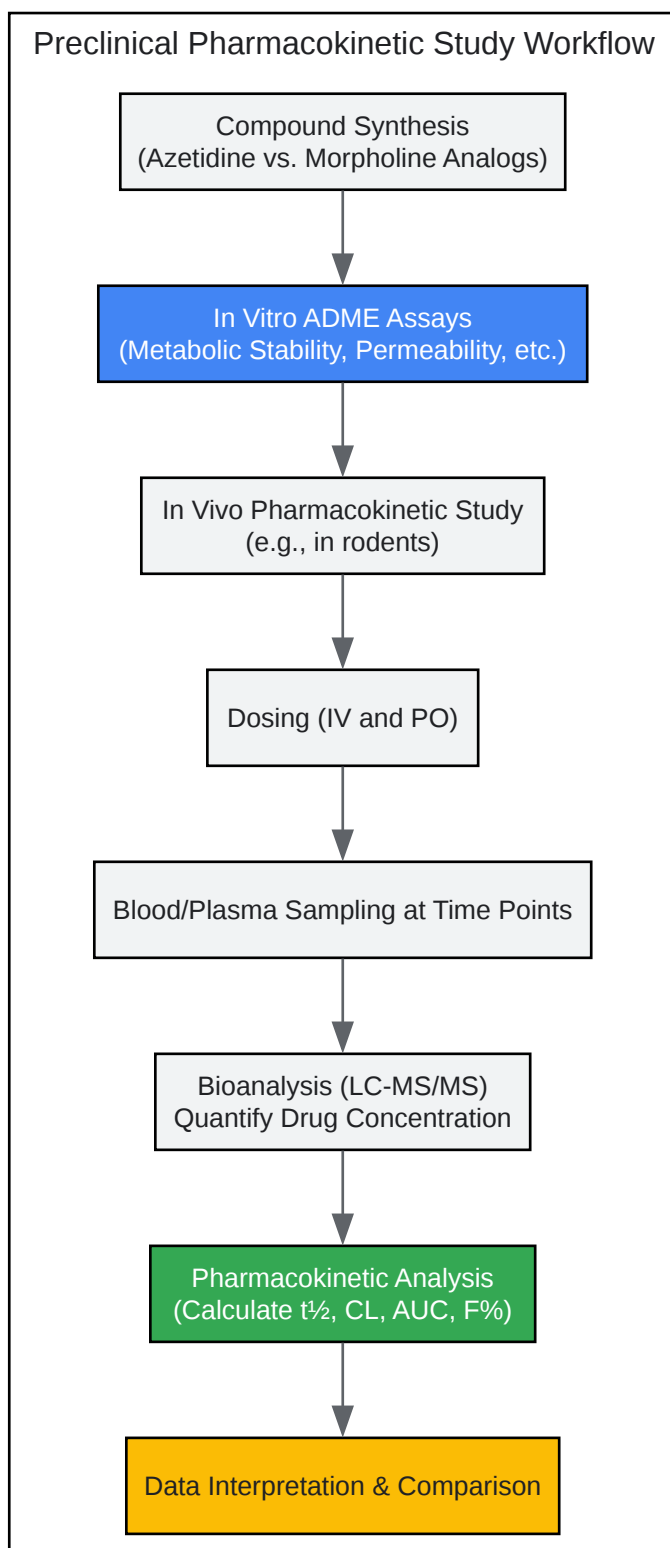 Preclinical Pharmacokinetic Study Workflow
Compound Synthesis
(Azetidine vs. Morpholine Analogs)
In Vitro ADME Assays
(Metabolic Stability, Permeability, etc.)
In Vivo Pharmacokinetic Study
(e.g., in rodents)
Dosing (IV and PO)
Blood/Plasma Sampling at Time Points
Bioanalysis (LC-MS/MS)
Quantify Drug Concentration
Pharmacokinetic Analysis
(Calculate t½, CL, AUC, F%)
Data Interpretation & Comparison